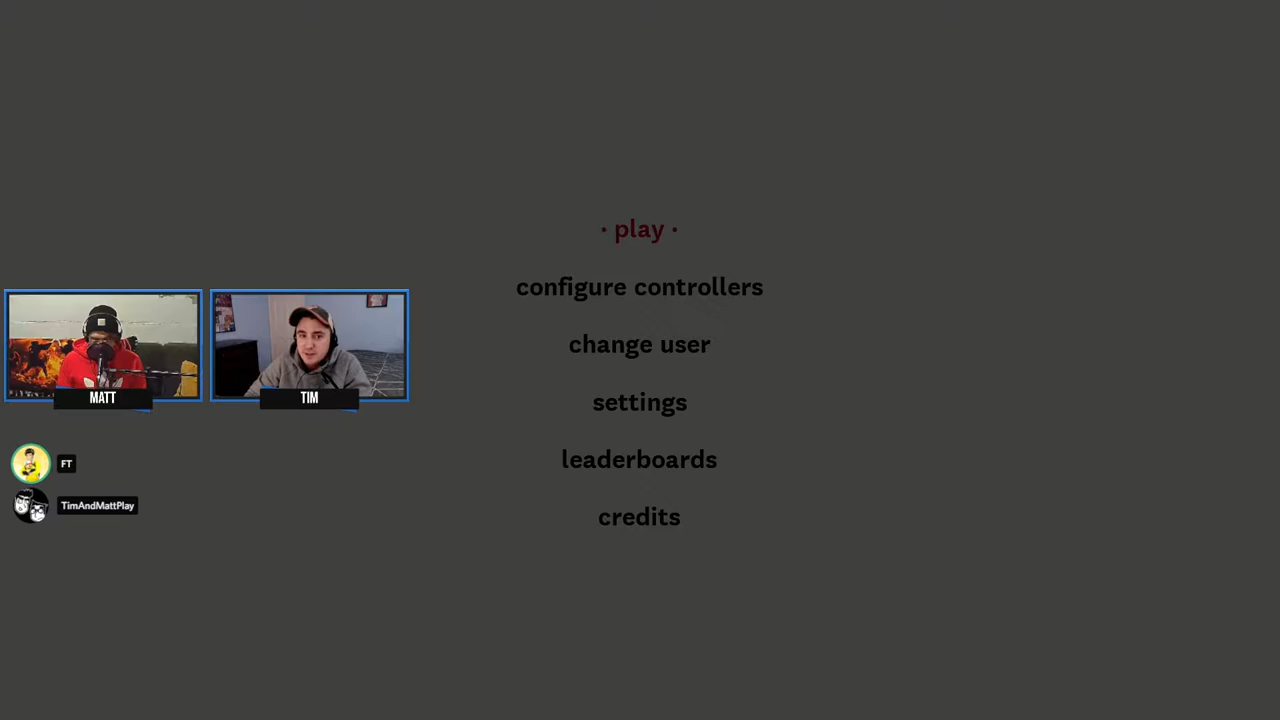 · play ·
configure controllers
change user
settings
leaderboards
credits
MATT
TIM
FT
TimAndMattPlay